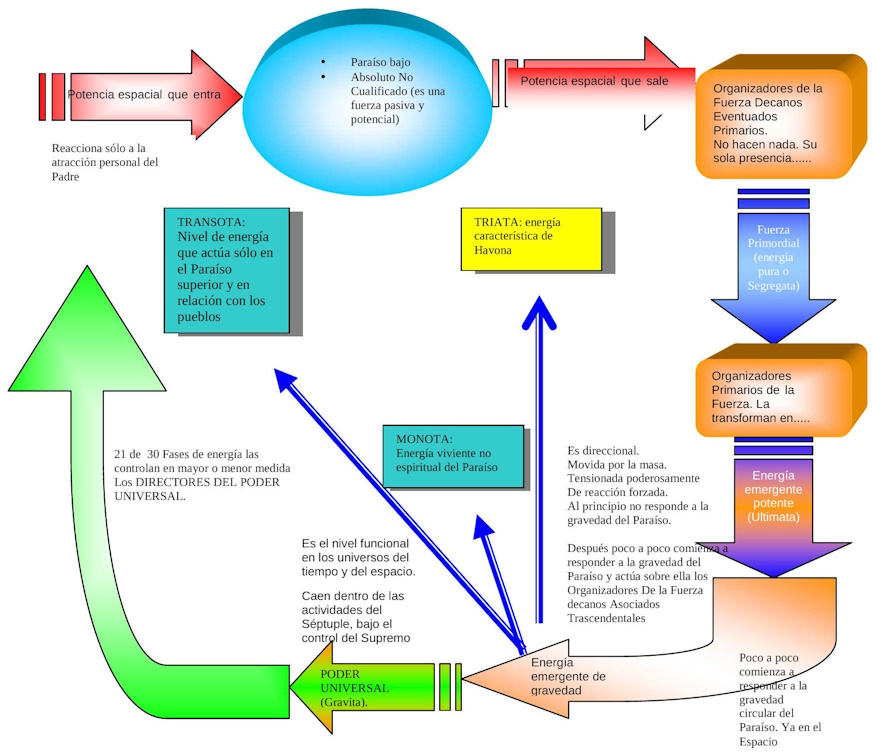 Potencia espacial que entra
Reacciona sólo a la
atracción personal del
Padre
• Paraíso bajo
• Absoluto No
Cualificado (es una
fuerza pasiva y
potencial)
Potencia espacial que sale
Organizadores de la
Fuerza Decanos
Eventuados
Primarios.
No hacen nada. Su
sola presencia......
TRANSOTA:
Nivel de energía
que actúa sólo en
el Paraíso
superior y en
relación con los
pueblos
TRIATA: energía
característica de
Havona
Fuerza
Primordial
(energía
pura o
Segregata)
Organizadores
Primarios de la
Fuerza. La
transforman en.....
MONOTA:
Energía viviente no
espiritual del Paraíso
21 de 30 Fases de energía las
controlan en mayor o menor medida
Los DIRECTORES DEL PODER
UNIVERSAL.
Es direccional.
Movida por la masa.
Tensionada poderosamente
De reacción forzada.
Al principio no responde a la
gravedad del Paraíso.
Después poco a poco comienza a
responder a la gravedad del
Paraíso y actúa sobre ella los
Organizadores De la Fuerza
decanos Asociados
Trascendentales
Energía
emergente
potente
(Ultimata)
Es el nivel funcional
en los universos del
tiempo y del espacio.
Caen dentro de las
actividades del
Séptuple, bajo el
control del Supremo
PODER
UNIVERSAL
(Gravita).
Energía
emergente de
gravedad
Poco a poco
comienza a
responder a la
gravedad
circular del
Paraíso. Ya en el
Espacio